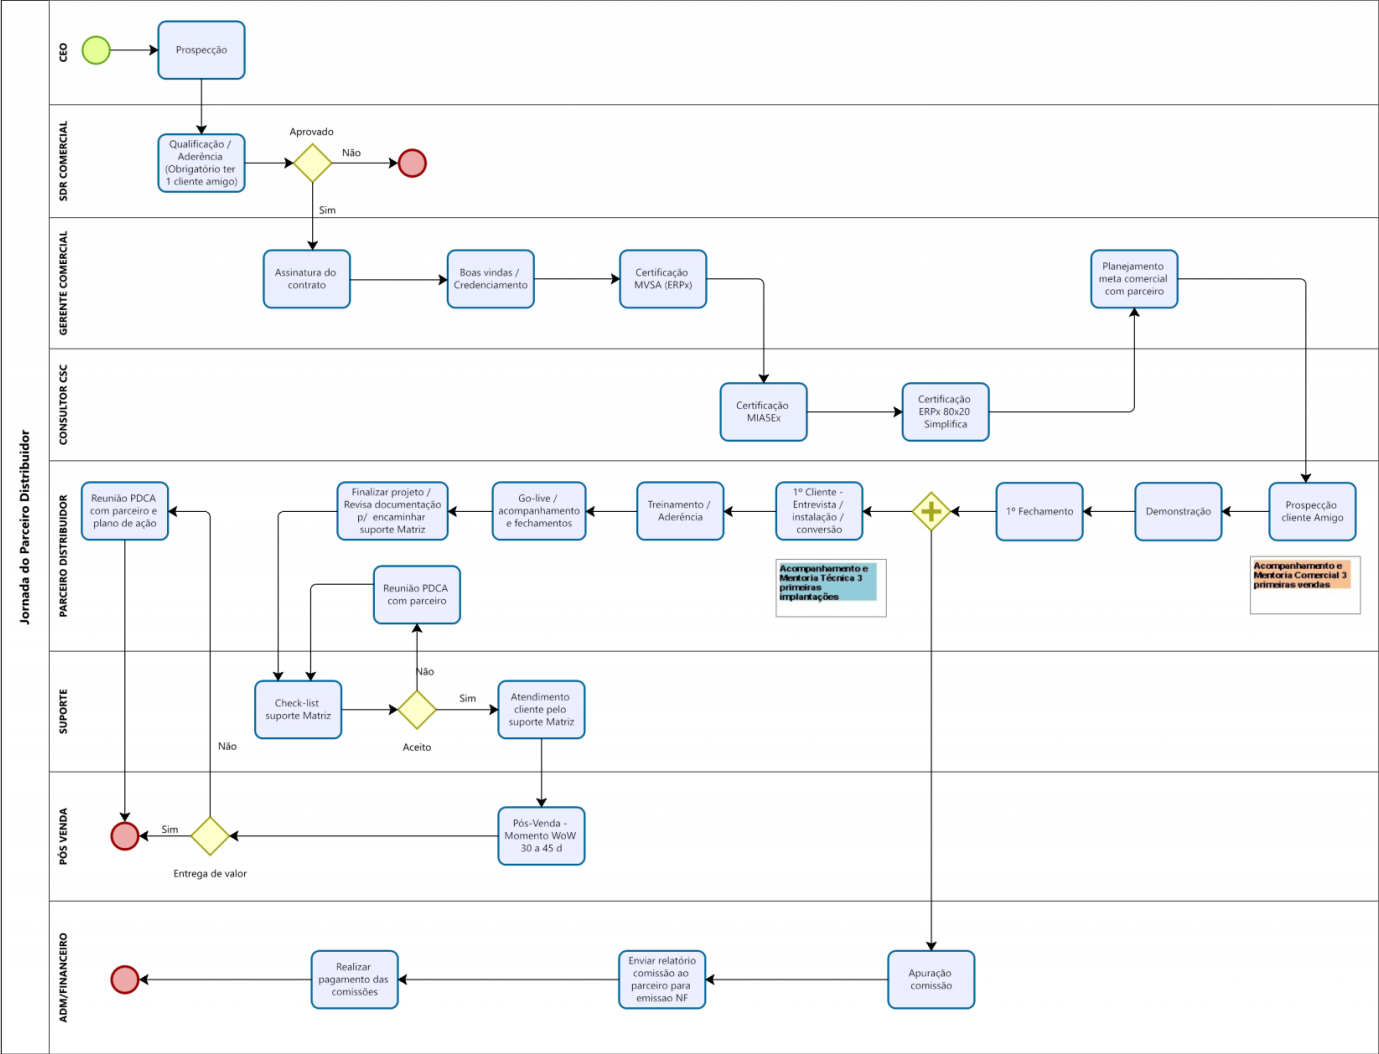 Jornada do Parceiro Distribuidor
CEO
Prospecção
SDR COMERCIAL
Qualificação /
Aderência
(Obrigatório ter
1 cliente amigo)
Aprovado
Não
Sim
GERENTE COMERCIAL
Assinatura do
contrato
Boas vindas /
Credenciamento
Certificação
MVSA (ERPx)
Planejamento
meta comercial
com parceiro
CONSULTOR CSC
Certificação
MIASEx
Certificação
ERPx 80x20
Simplifica
PARCEIRO DISTRIBUIDOR
Reunião PDCA
com parceiro e
plano de ação
Finalizar projeto /
Revisa documentação
p/ encaminhar
suporte Matriz
Go-live /
acompanhamento
e fechamentos
Treinamento /
Aderência
1º Cliente -
Entrevista /
instalação /
conversão
1º Fechamento
Demonstração
Prospecção
cliente Amigo
Acompanhamento e
Mentoria Técnica 3
primeiras
implantações
Acompanhamento e
Mentoria Comercial 3
primeiras vendas
Reunião PDCA
com parceiro
SUPORTE
Não
Check-list
suporte Matriz
Sim
Aceito
Atendimento
cliente pelo
suporte Matriz
Não
PÓS VENDA
Sim
Entrega de valor
Pós-Venda -
Momento WoW
30 a 45 d
ADM/FINANCEIRO
Realizar
pagamento das
comissões
Enviar relatório
comissão ao
parceiro para
emissao NF
Apuração
comissão